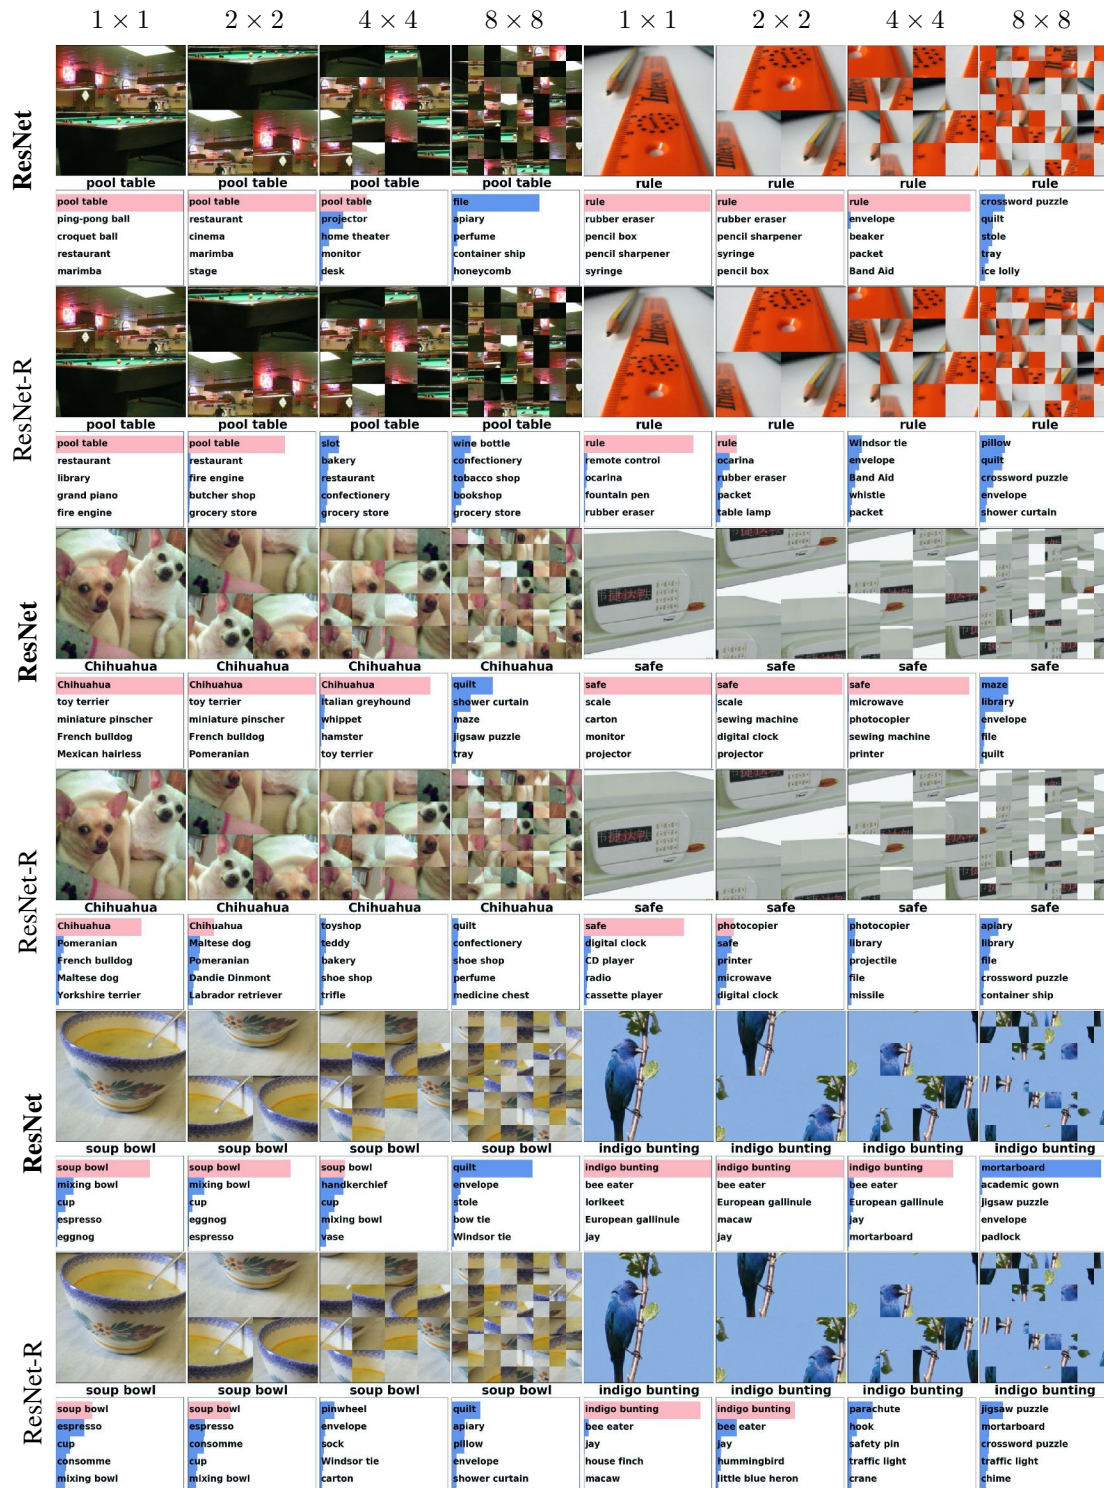 1 × 1 2 × 2 4 × 4 8 × 8 1 × 1 2 × 2 4 × 4 8 × 8
ResNet
pool table pool table pool table pool table rule rule rule rule
pool table pool table pool table file rule rule rule crossword puzzle
ping-pong ball restaurant projector apiary rubber eraser rubber eraser envelope quilt
croquet ball cinema home theater perfume pencil box pencil sharpener beaker stole
restaurant marimba monitor container ship pencil sharpener syringe packet tray
marimba stage desk honeycomb syringe pencil box Band Aid ice lolly
ResNet-R
pool table pool table pool table pool table rule rule rule rule
pool table pool table slot wine bottle rule rule Windsor tie pillow
restaurant restaurant bakery confectionery remote control ocarina envelope quilt
library fire engine restaurant tobacco shop ocarina rubber eraser Band Aid crossword puzzle
grand piano butcher shop confectionery bookshop fountain pen packet whistle envelope
fire engine grocery store grocery store grocery store rubber eraser table lamp packet shower curtain
ResNet
Chihuahua Chihuahua Chihuahua Chihuahua safe safe safe safe
Chihuahua Chihuahua Chihuahua quilt safe safe safe maze
toy terrier toy terrier Italian greyhound shower curtain scale scale microwave library
miniature pinscher miniature pinscher whippet maze carton sewing machine photocopier envelope
French bulldog French bulldog hamster jigsaw puzzle monitor digital clock sewing machine file
Mexican hairless Pomeranian toy terrier tray projector projector printer quilt
ResNet-R
Chihuahua Chihuahua Chihuahua Chihuahua safe safe safe safe
Chihuahua Chihuahua toyshop quilt safe photocopier photocopier apiary
Pomeranian Maltese dog teddy confectionery digital clock safe library library
French bulldog Pomeranian bakery shoe shop CD player printer projectile file
Maltese dog Dandie Dinmont shoe shop perfume radio microwave file crossword puzzle
Yorkshire terrier Labrador retriever trifle medicine chest cassette player digital clock missile container ship
ResNet
soup bowl soup bowl soup bowl soup bowl indigo bunting indigo bunting indigo bunting indigo bunting
soup bowl soup bowl soup bowl quilt indigo bunting indigo bunting indigo bunting mortarboard
mixing bowl mixing bowl handkerchief envelope bee eater bee eater bee eater academic gown
cup cup cup stole lorikeet European gallinule European gallinule jigsaw puzzle
espresso eggnog mixing bowl bow tie European gallinule macaw jay envelope
eggnog espresso vase Windsor tie jay jay mortarboard padlock
ResNet-R
soup bowl soup bowl soup bowl soup bowl indigo bunting indigo bunting indigo bunting indigo bunting
soup bowl soup bowl pinwheel quilt indigo bunting indigo bunting parachute jigsaw puzzle
espresso espresso envelope apiary bee eater bee eater hook mortarboard
cup consomme sock pillow jay jay safety pin crossword puzzle
consomme cup Windsor tie envelope house finch hummingbird traffic light traffic light
mixing bowl mixing bowl carton shower curtain macaw little blue heron crane chime